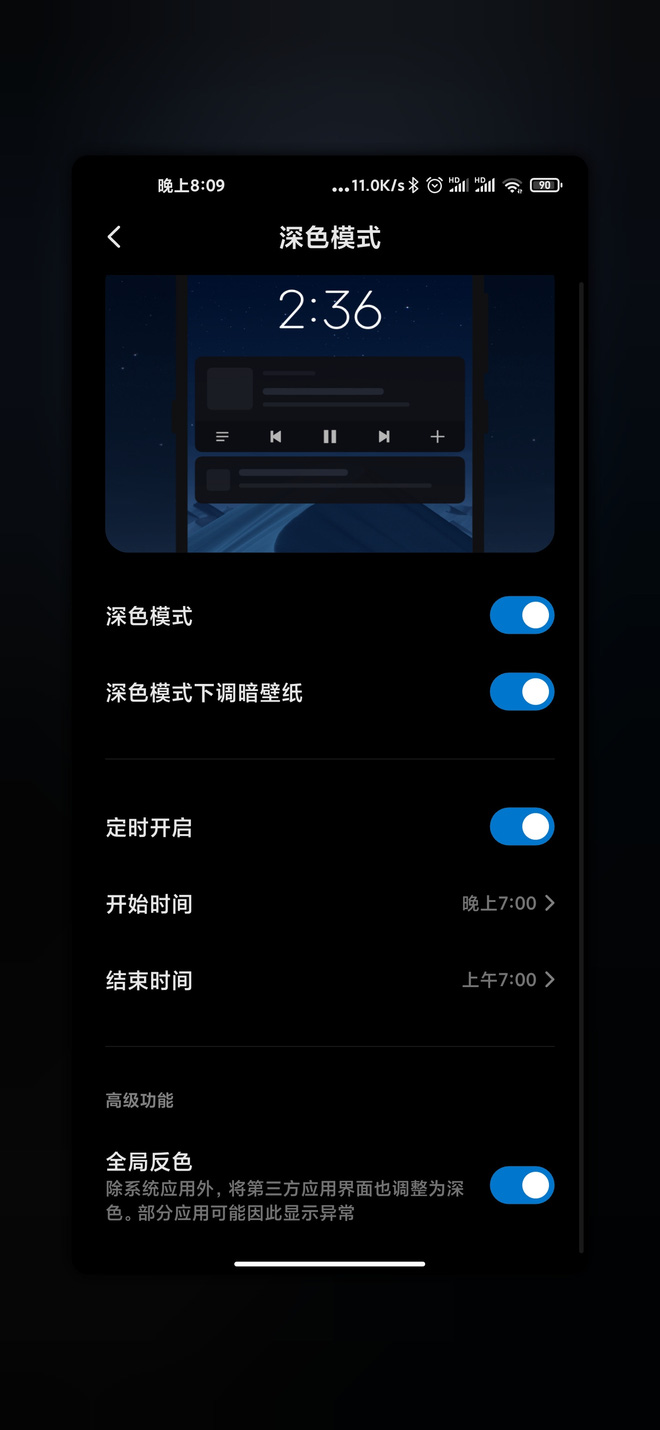 晚上8:09
...11.0K/s HD HD 90
深色模式
2:36
深色模式
深色模式下调暗壁纸
定时开启
开始时间 晚上7:00
结束时间 上午7:00
高级功能
全局反色
除系统应用外，将第三方应用界面也调整为深
色。部分应用可能因此显示异常